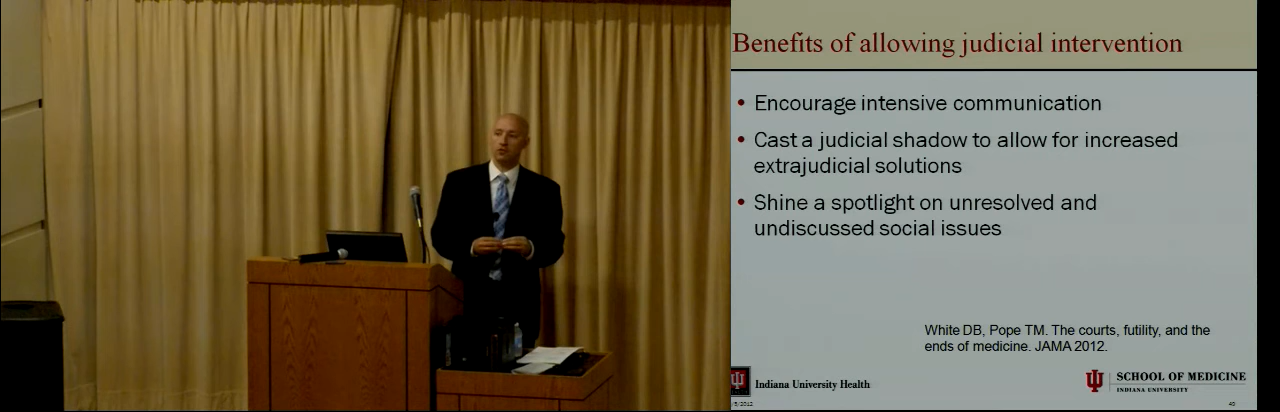 Benefits of allowing judicial intervention
• Encourage intensive communication
• Cast a judicial shadow to allow for increased
extrajudicial solutions
• Shine a spotlight on unresolved and
undiscussed social issues
White DB, Pope TM. The courts, futility, and the
ends of medicine. JAMA 2012.
Indiana University Health
SCHOOL OF MEDICINE
INDIANA UNIVERSITY
/5/2012